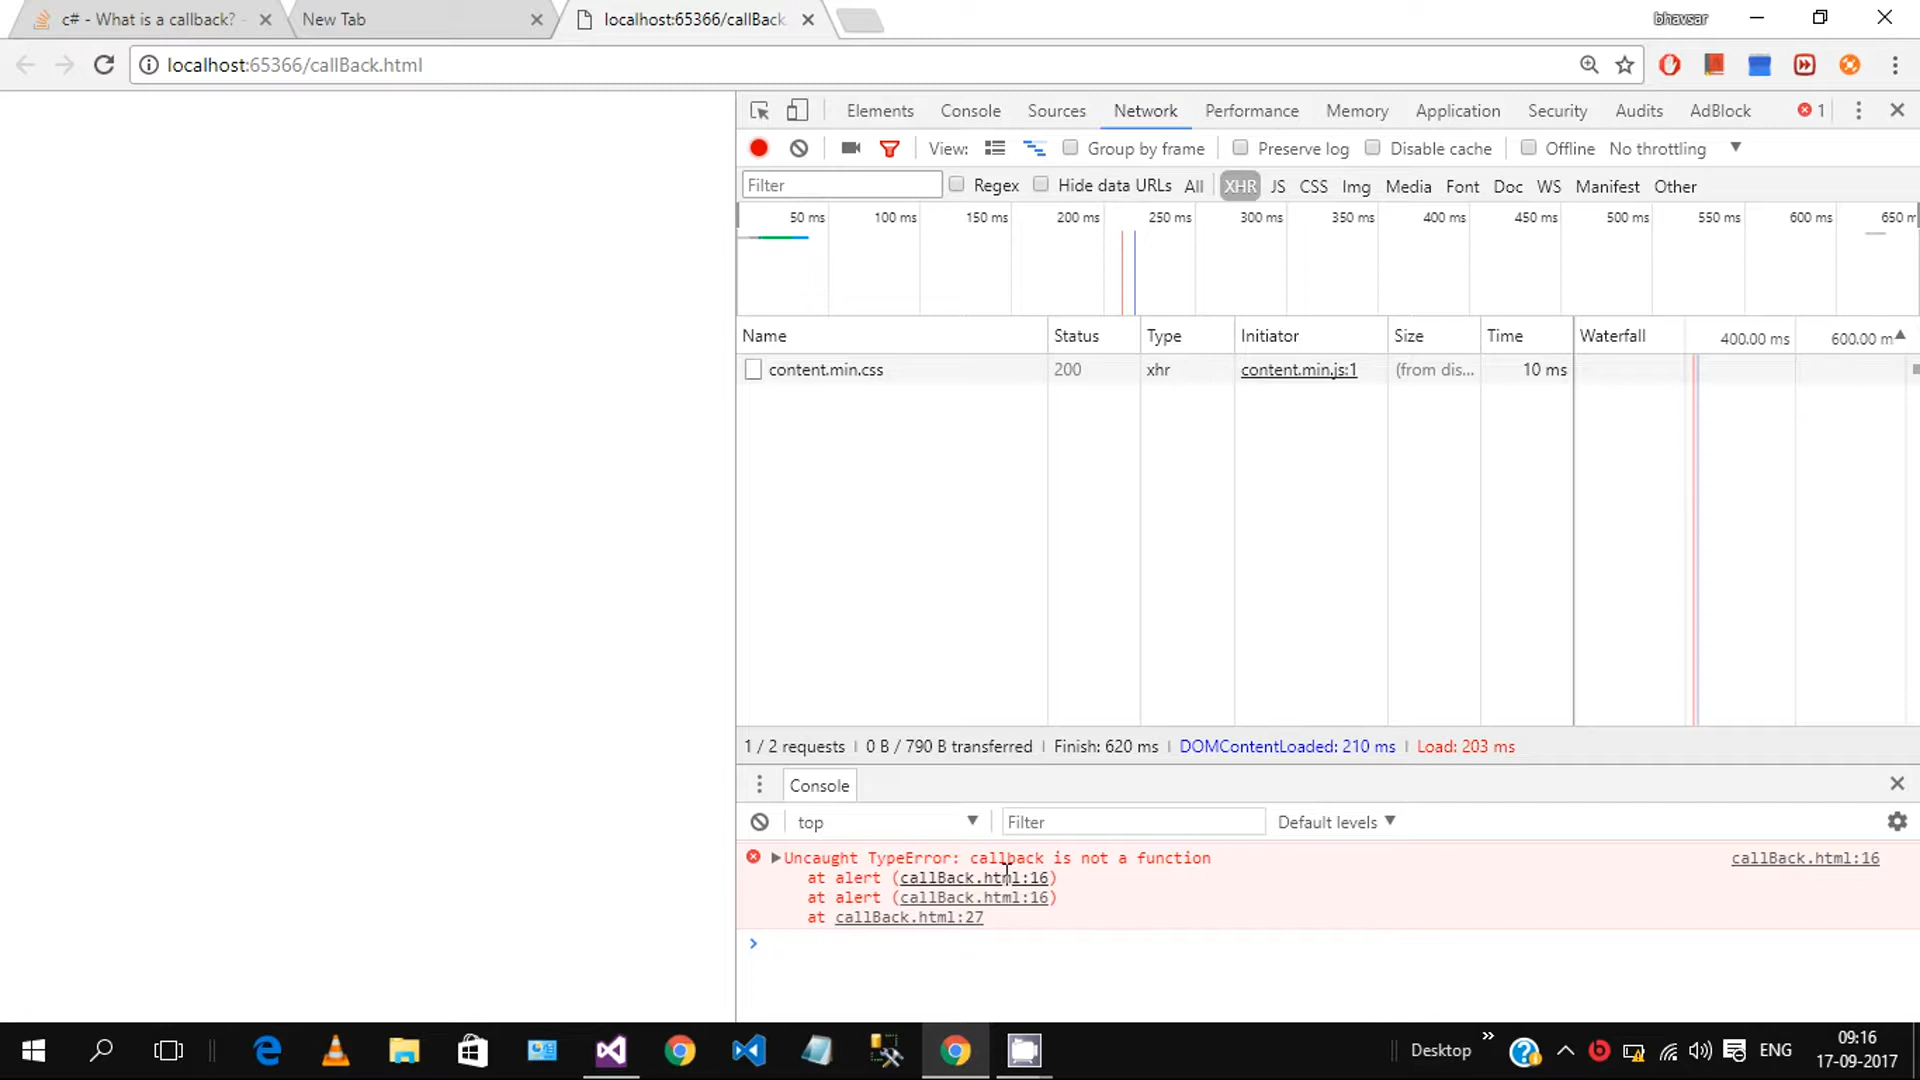 c# - What is a callback? -
New Tab
localhost:65366/callBack.
bhavsar
localhost:65366/callBack.html
Elements Console Sources Network Performance Memory Application Security Audits AdBlock 1
View: Group by frame Preserve log Disable cache Offline No throttling
Filter Regex Hide data URLs All XHR JS CSS Img Media Font Doc WS Manifest Other
50 ms 100 ms 150 ms 200 ms 250 ms 300 ms 350 ms 400 ms 450 ms 500 ms 550 ms 600 ms 650 m
Name Status Type Initiator Size Time Waterfall 400.00 ms 600.00 m
content.min.css 200 xhr content.min.js:1 (from dis... 10 ms
1 / 2 requests | 0 B / 790 B transferred | Finish: 620 ms | DOMContentLoaded: 210 ms | Load: 203 ms
Console
top Filter Default levels
Uncaught TypeError: callback is not a function callBack.html:16
at alert (callBack.html:16)
at alert (callBack.html:16)
at callBack.html:27
Desktop ENG 09:16
17-09-2017